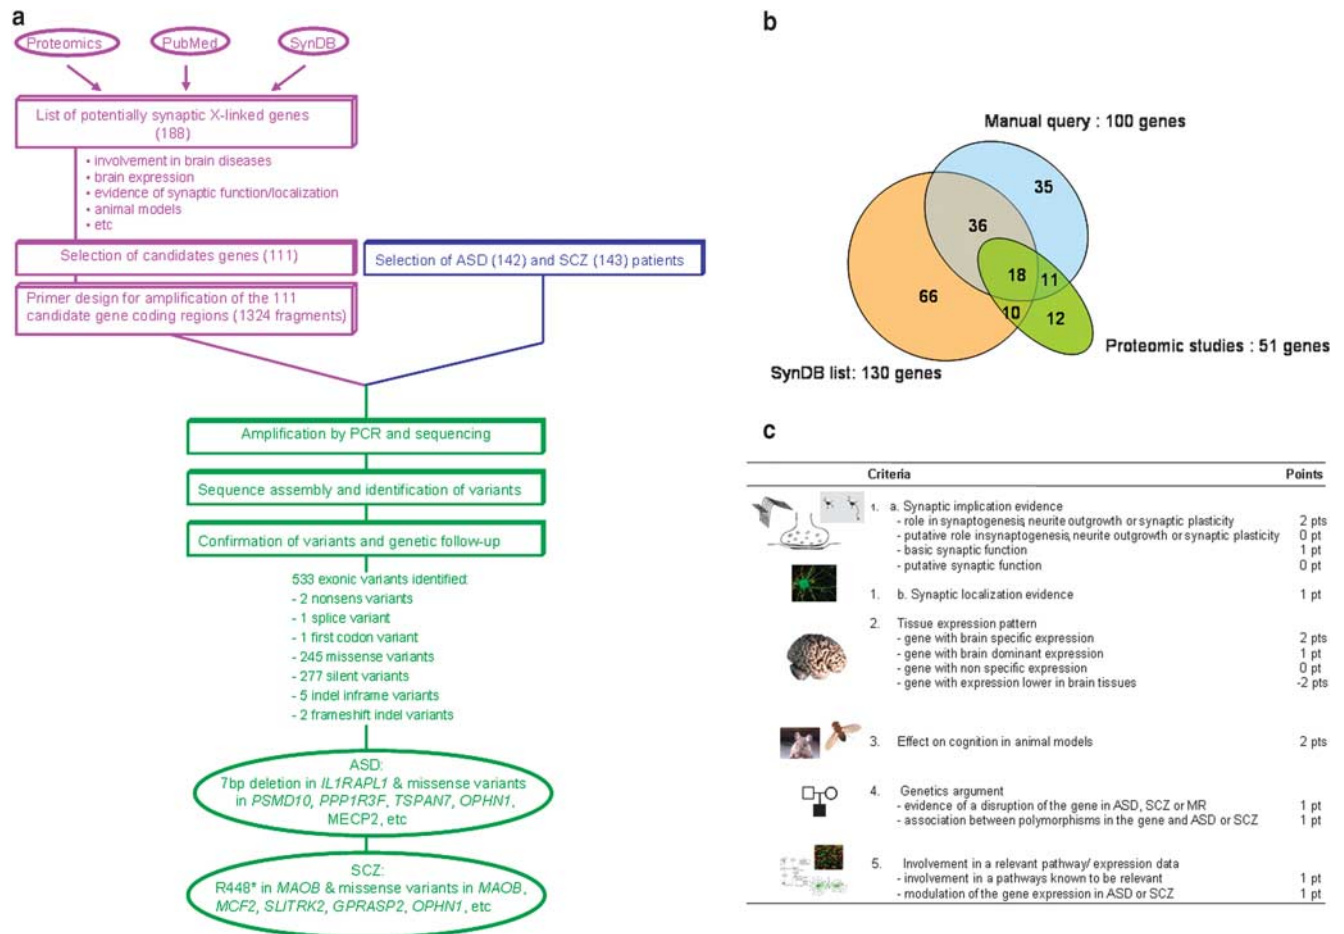 a
Proteomics
PubMed
SynDB
List of potentially synaptic X-linked genes
(188)
• involvement in brain diseases
• brain expression
• evidence of synaptic function/localization
• animal models
• etc
Selection of candidates genes (111)
Selection of ASD (142) and SCZ (143) patients
Primer design for amplification of the 111
candidate gene coding regions (1324 fragments)
Amplification by PCR and sequencing
Sequence assembly and identification of variants
Confirmation of variants and genetic follow-up
533 exonic variants identified:
- 2 nonsens variants
- 1 splice variant
- 1 first codon variant
- 245 missense variants
- 277 silent variants
- 5 indel inframe variants
- 2 frameshift indel variants
ASD:
7bp deletion in IL1RAPL1 & missense variants
in PSMD10, PPP1R3F, TSPAN7, OPHN1,
MECP2, etc
SCZ:
R448* in MAOB & missense variants in MAOB,
MCF2, SLITRK2, GPRASP2, OPHN1, etc
b
Manual query : 100 genes
35
36
18
11
66
10
12
Proteomic studies : 51 genes
SynDB list: 130 genes
c
Criteria Points
1. a. Synaptic implication evidence
- role in synaptogenesis, neurite outgrowth or synaptic plasticity 2 pts
- putative role insynaptogenesis, neurite outgrowth or synaptic plasticity 0 pt
- basic synaptic function 1 pt
- putative synaptic function 0 pt
1. b. Synaptic localization evidence 1 pt
2. Tissue expression pattern
- gene with brain specific expression 2 pts
- gene with brain dominant expression 1 pt
- gene with non specific expression 0 pt
- gene with expression lower in brain tissues -2 pts
3. Effect on cognition in animal models 2 pts
4. Genetics argument
- evidence of a disruption of the gene in ASD, SCZ or MR 1 pt
- association between polymorphisms in the gene and ASD or SCZ 1 pt
5. Involvement in a relevant pathway/ expression data
- involvement in a pathways known to be relevant 1 pt
- modulation of the gene expression in ASD or SCZ 1 pt